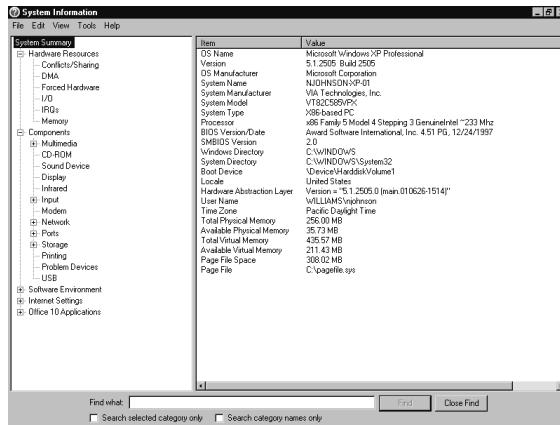 System Information
File Edit View Tools Help
System Summary
Hardware Resources
Conflicts/Sharing
DMA
Forced Hardware
I/O
IRQs
Memory
Components
Multimedia
CD-ROM
Sound Device
Display
Infrared
Input
Modem
Network
Ports
Storage
Printing
Problem Devices
USB
Software Environment
Internet Settings
Office 10 Applications
Item Value
OS Name Microsoft Windows XP Professional
Version 5.1.2505 Build 2505
OS Manufacturer Microsoft Corporation
System Name NJOHNSON-XP-01
System Manufacturer VIA Technologies, Inc.
System Model VT82C585VPX
System Type X86-based PC
Processor x86 Family 5 Model 4 Stepping 3 GenuineIntel ~233 Mhz
BIOS Version/Date Award Software International, Inc. 4.51 PG, 12/24/1997
SMBIOS Version 2.0
Windows Directory C:\WINDOWS
System Directory C:\WINDOWS\System32
Boot Device \Device\HarddiskVolume1
Locale United States
Hardware Abstraction Layer Version = "5.1.2505.0 (main.010626-1514)"
User Name WILLIAMS\njohnson
Time Zone Pacific Daylight Time
Total Physical Memory 256.00 MB
Available Physical Memory 35.73 MB
Total Virtual Memory 435.57 MB
Available Virtual Memory 211.43 MB
Page File Space 308.02 MB
Page File C:\pagefile.sys
Find what: Find Close Find
Search selected category only Search category names only